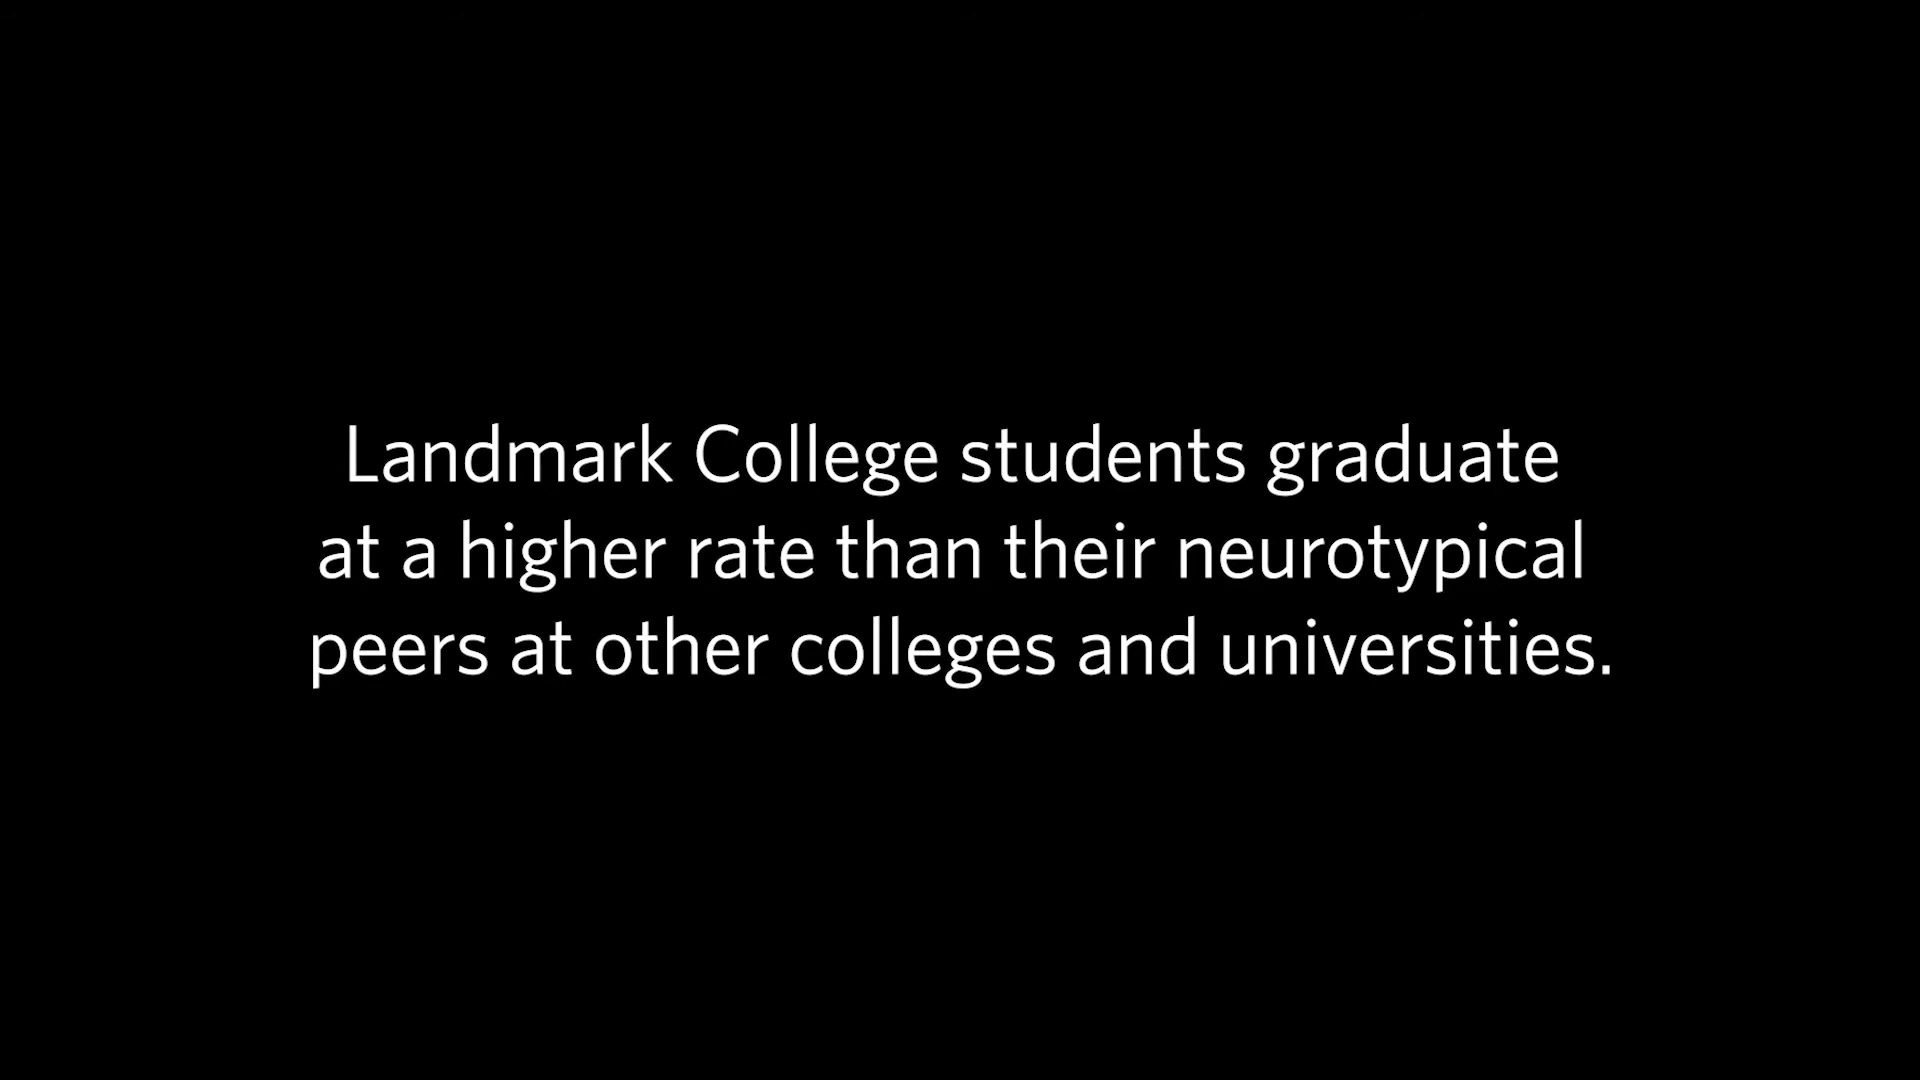 Landmark College students graduate
at a higher rate than their neurotypical
peers at other colleges and universities.